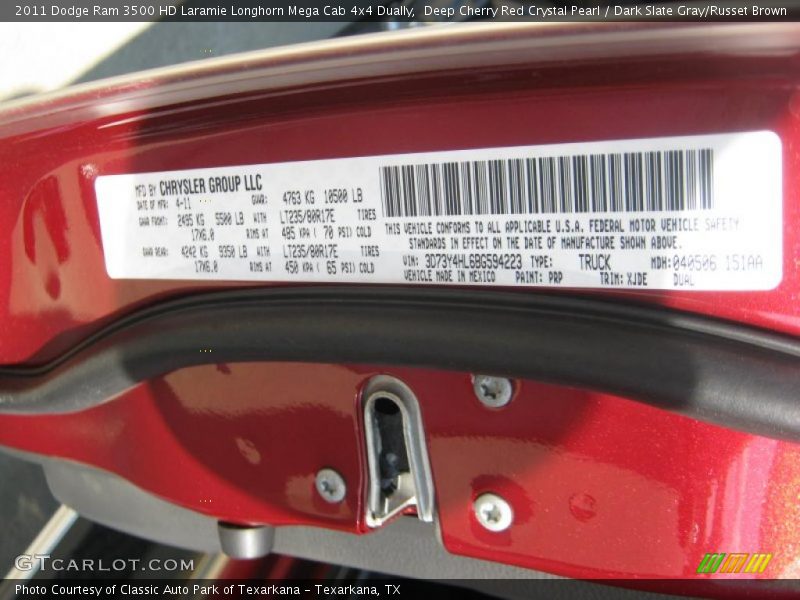 2011 Dodge Ram 3500 HD Laramie Longhorn Mega Cab 4x4 Dually,  Deep Cherry Red Crystal Pearl / Dark Slate Gray/Russet Brown
MFD BY CHRYSLER GROUP LLC
DATE OF MFR: 4-11 GVWR: 4763 KG 10500 LB
GAWR FRONT: 2495 KG 5500 LB WITH LT235/80R17E TIRES
17X6.0 RIMS AT 485 KPA ( 70 PSI) COLD
GAWR REAR: 4242 KG 9350 LB WITH LT235/80R17E TIRES
17X6.0 RIMS AT 450 KPA ( 65 PSI) COLD
THIS VEHICLE CONFORMS TO ALL APPLICABLE U.S.A. FEDERAL MOTOR VEHICLE SAFETY
STANDARDS IN EFFECT ON THE DATE OF MANUFACTURE SHOWN ABOVE.
VIN: 3D73Y4HL6BG594223 TYPE: TRUCK MDH: 040506 151AA
VEHICLE MADE IN MEXICO PAINT: PRP TRIM: XJDE DUAL
GTCARLOT.COM
Photo Courtesy of Classic Auto Park of Texarkana – Texarkana, TX